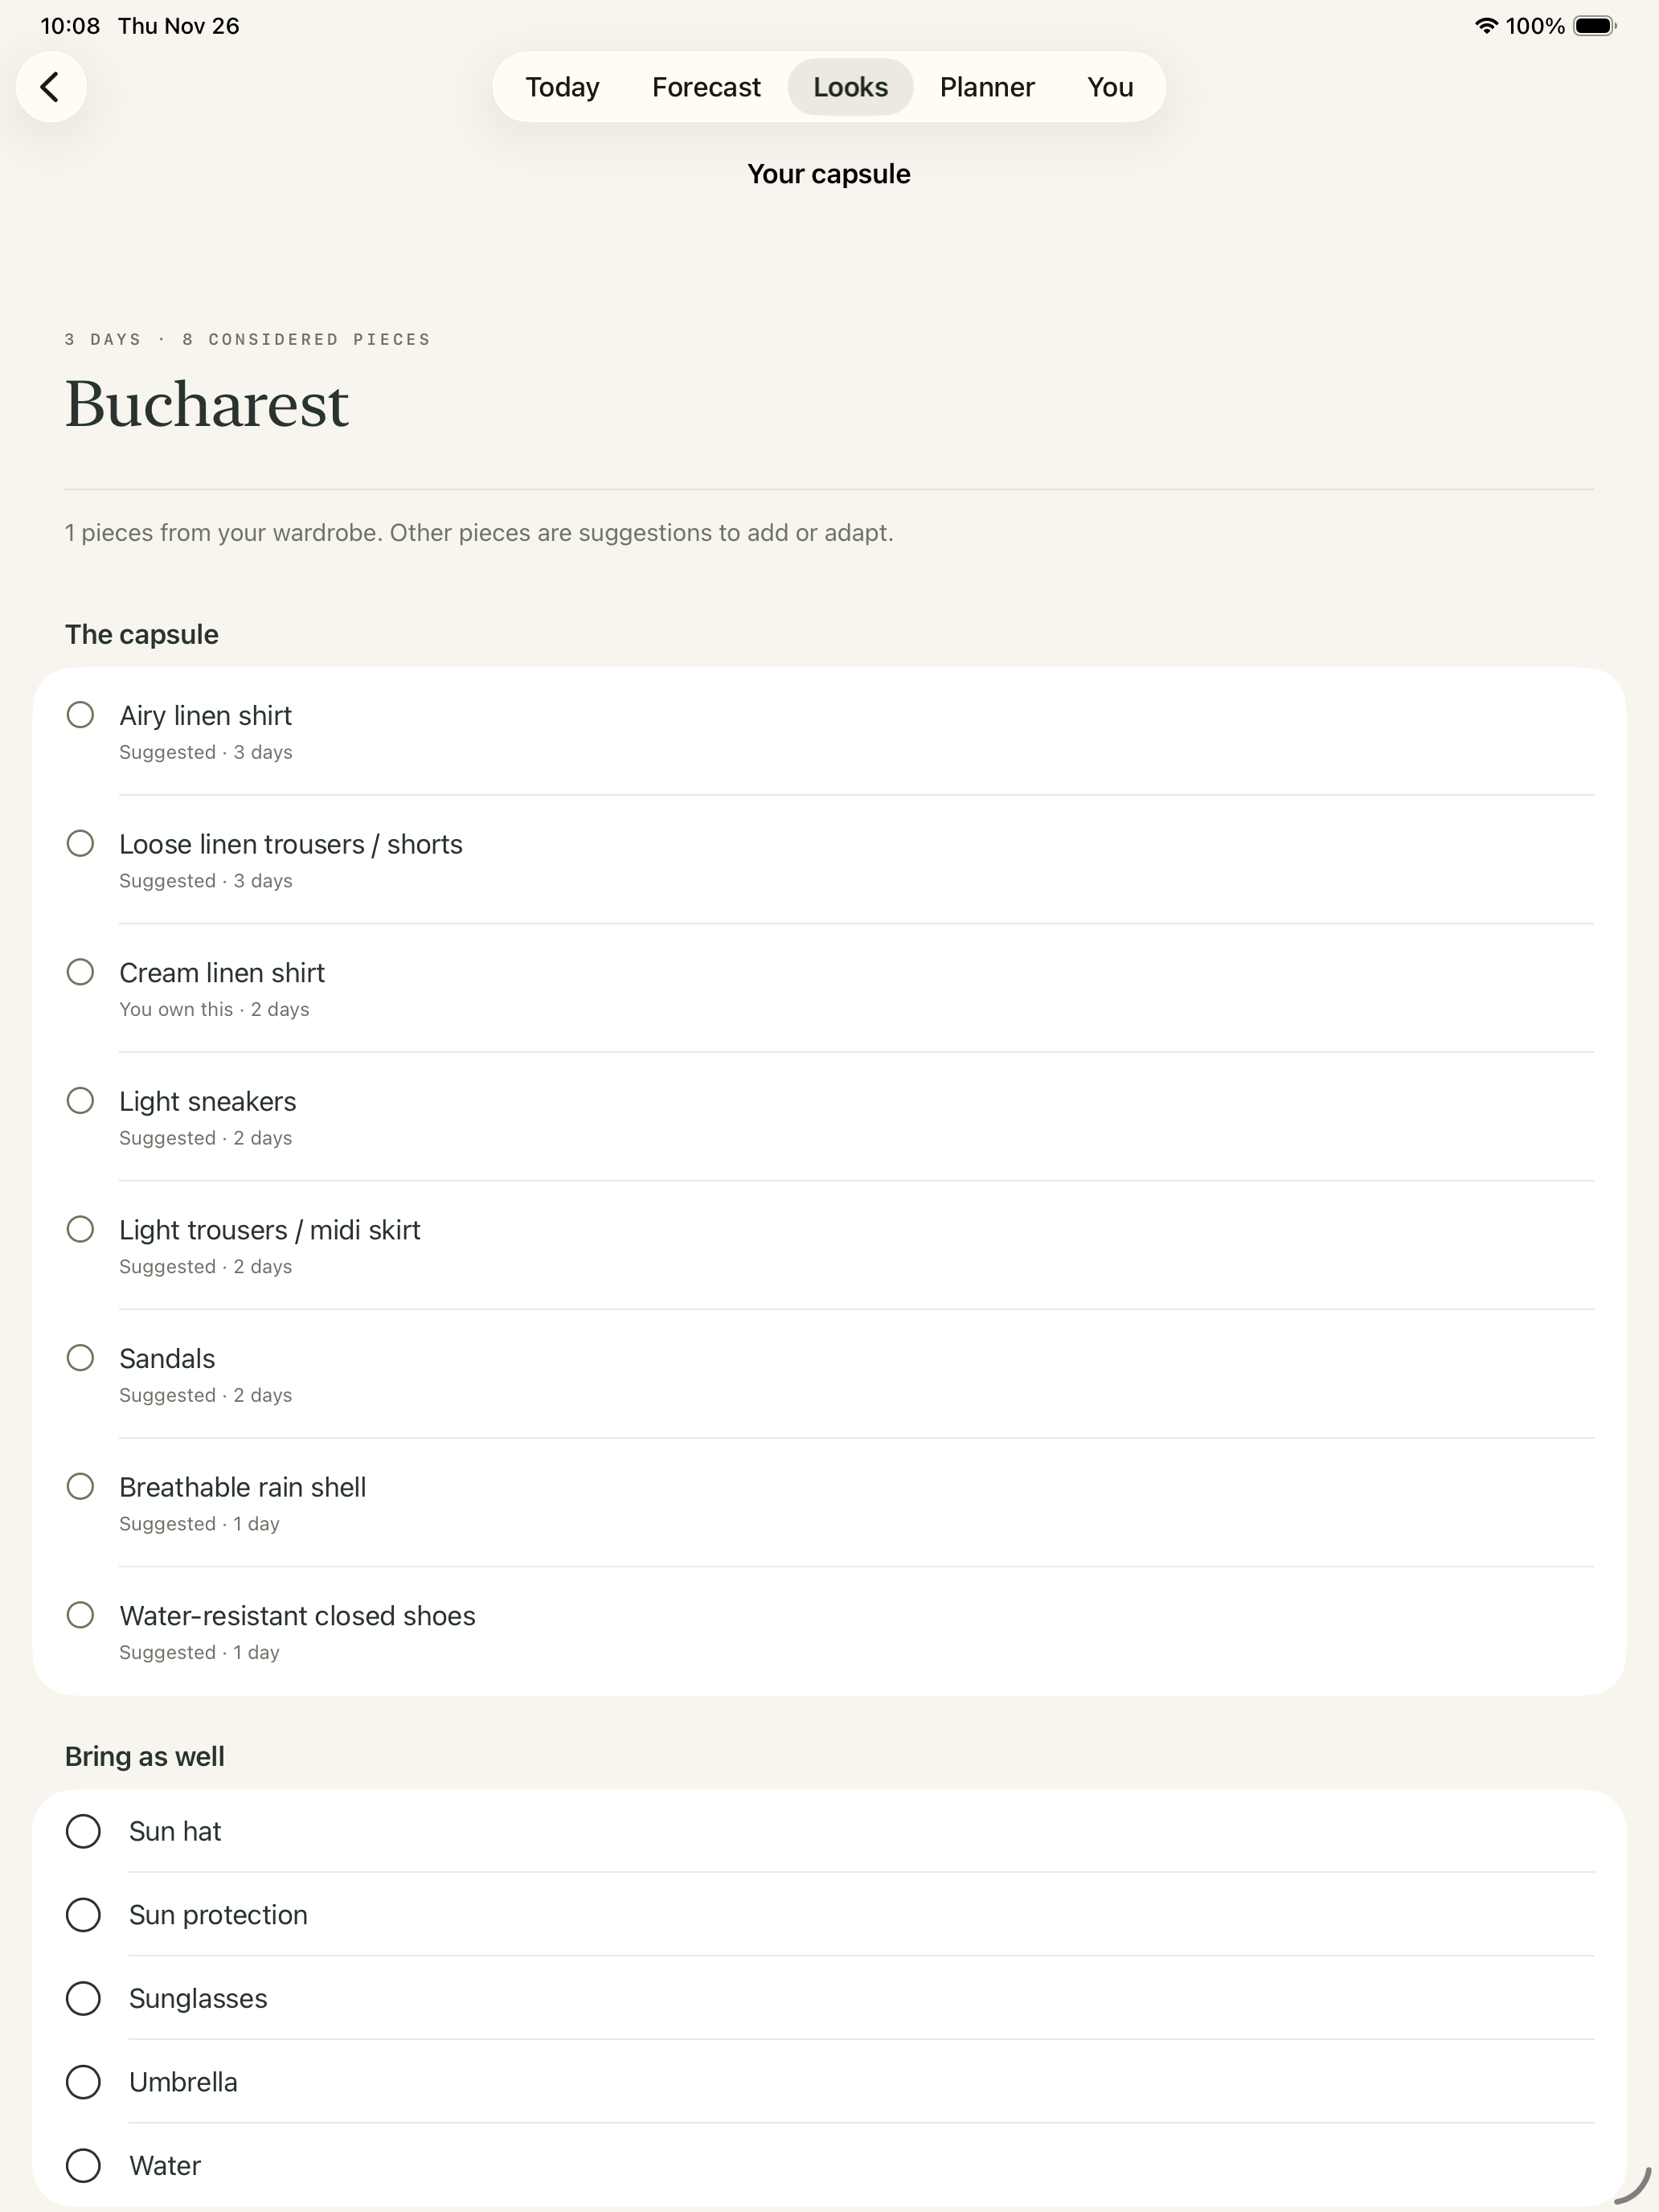 10:08 Thu Nov 26
100%
Today Forecast Looks Planner You
Your capsule
3 DAYS · 8 CONSIDERED PIECES
Bucharest
1 pieces from your wardrobe. Other pieces are suggestions to add or adapt.
The capsule
Airy linen shirt
Suggested · 3 days
Loose linen trousers / shorts
Suggested · 3 days
Cream linen shirt
You own this · 2 days
Light sneakers
Suggested · 2 days
Light trousers / midi skirt
Suggested · 2 days
Sandals
Suggested · 2 days
Breathable rain shell
Suggested · 1 day
Water-resistant closed shoes
Suggested · 1 day
Bring as well
Sun hat
Sun protection
Sunglasses
Umbrella
Water